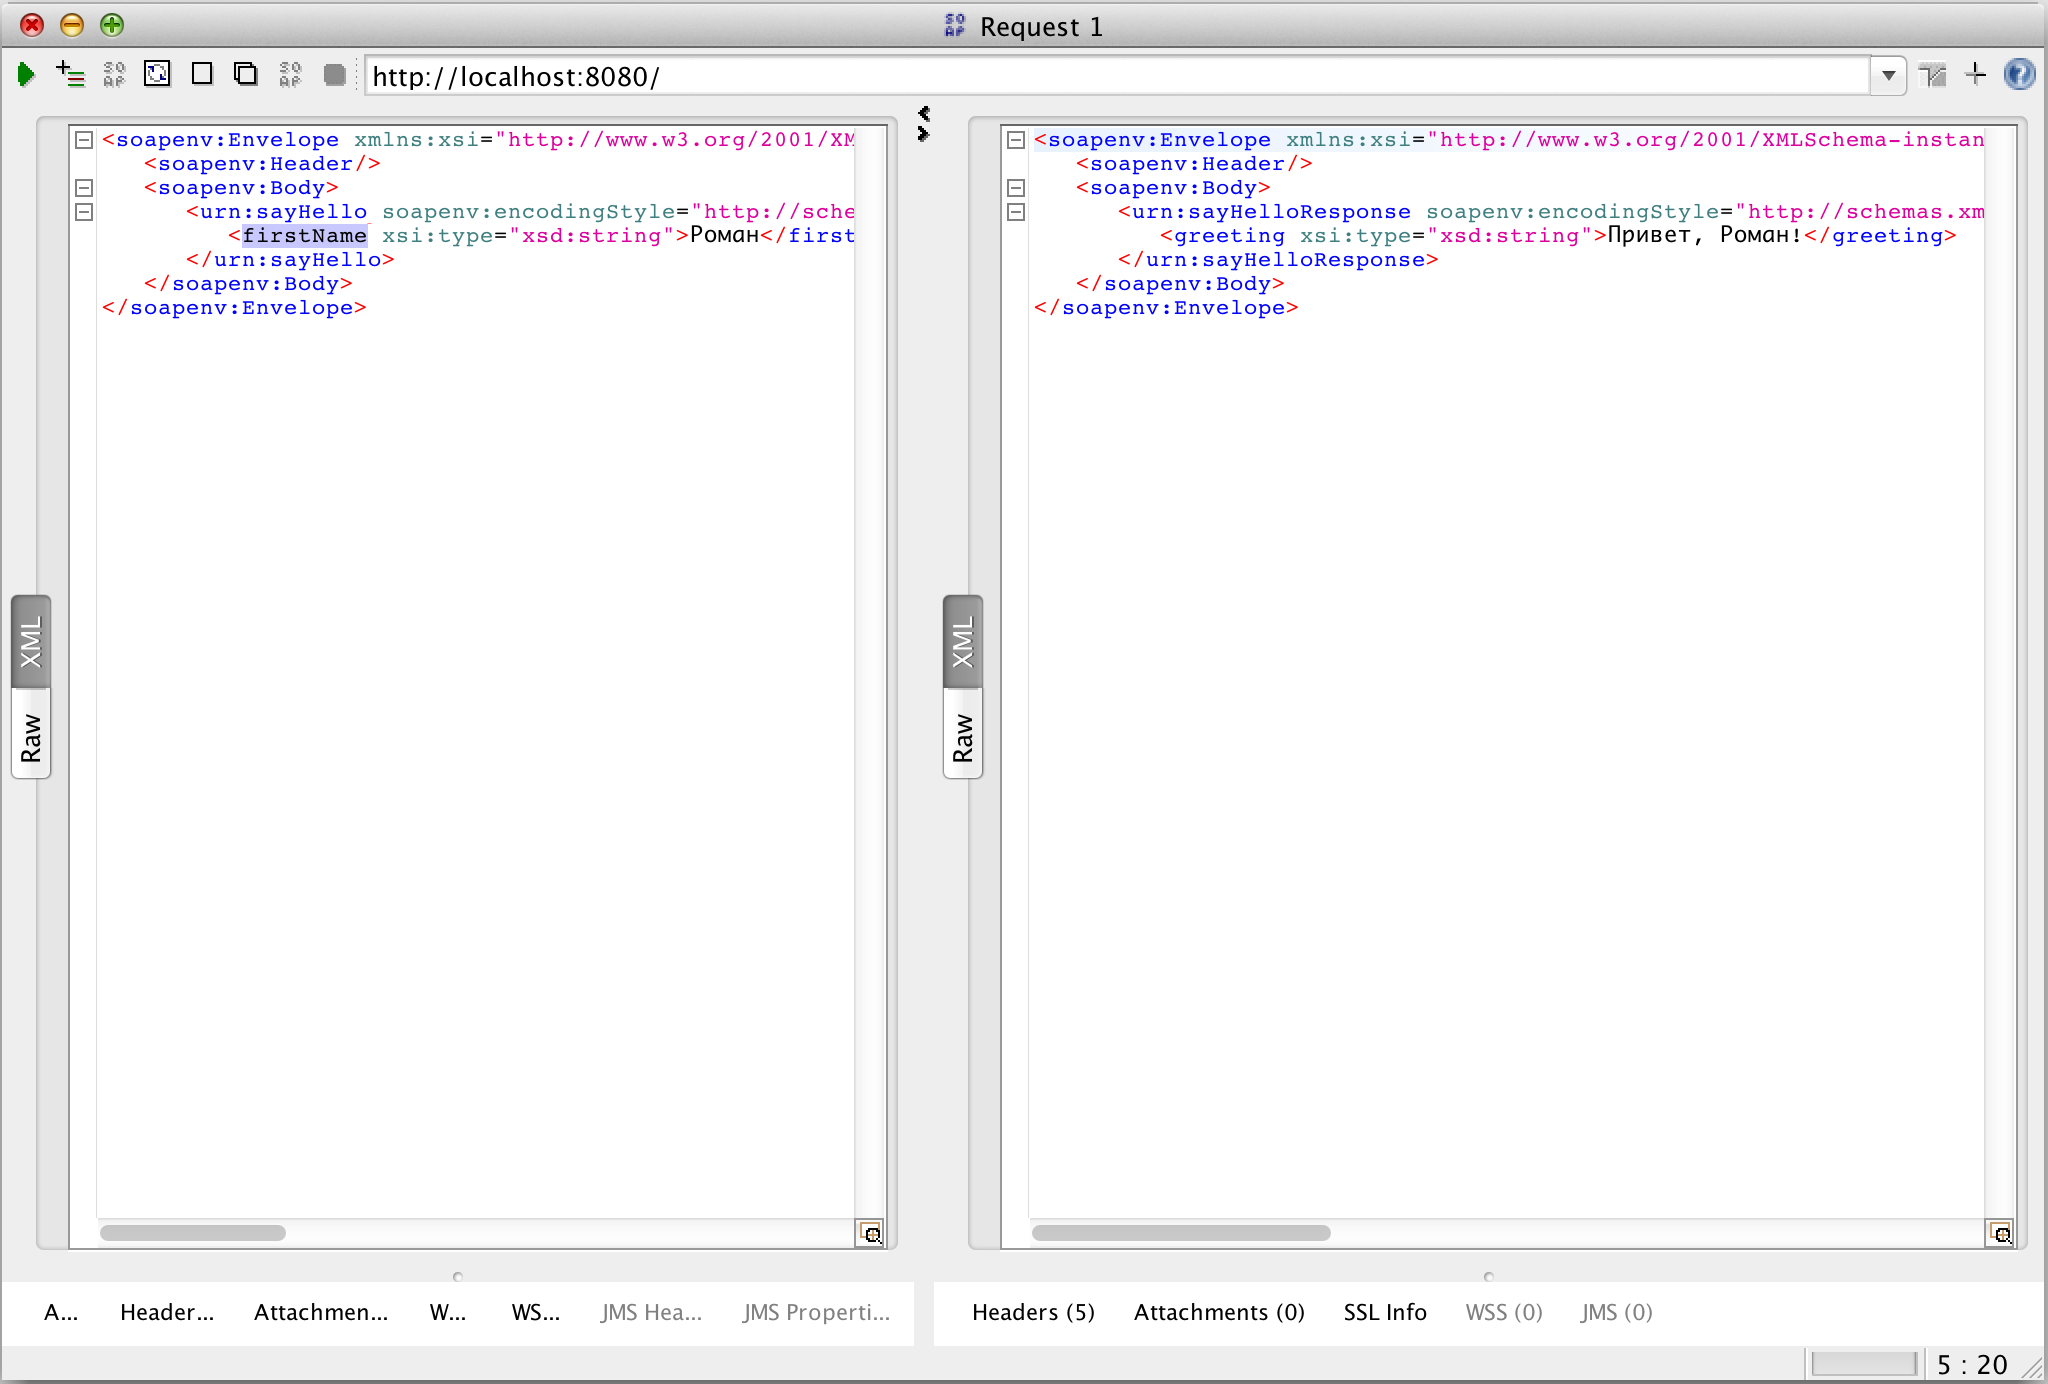 Request 1
http://localhost:8080/
<soapenv:Envelope xmlns:xsi="http://www.w3.org/2001/XM
<soapenv:Header/>
<soapenv:Body>
<urn:sayHello soapenv:encodingStyle="http://sche
<firstName xsi:type="xsd:string">Роман</first
</urn:sayHello>
</soapenv:Body>
</soapenv:Envelope>
XML
Raw
A...
Header...
Attachmen...
W...
WS...
JMS Hea...
JMS Properti...
<soapenv:Envelope xmlns:xsi="http://www.w3.org/2001/XMLSchema-instan
<soapenv:Header/>
<soapenv:Body>
<urn:sayHelloResponse soapenv:encodingStyle="http://schemas.xm
<greeting xsi:type="xsd:string">Привет, Роман!</greeting>
</urn:sayHelloResponse>
</soapenv:Body>
</soapenv:Envelope>
XML
Raw
Headers (5)
Attachments (0)
SSL Info
WSS (0)
JMS (0)
5 : 20